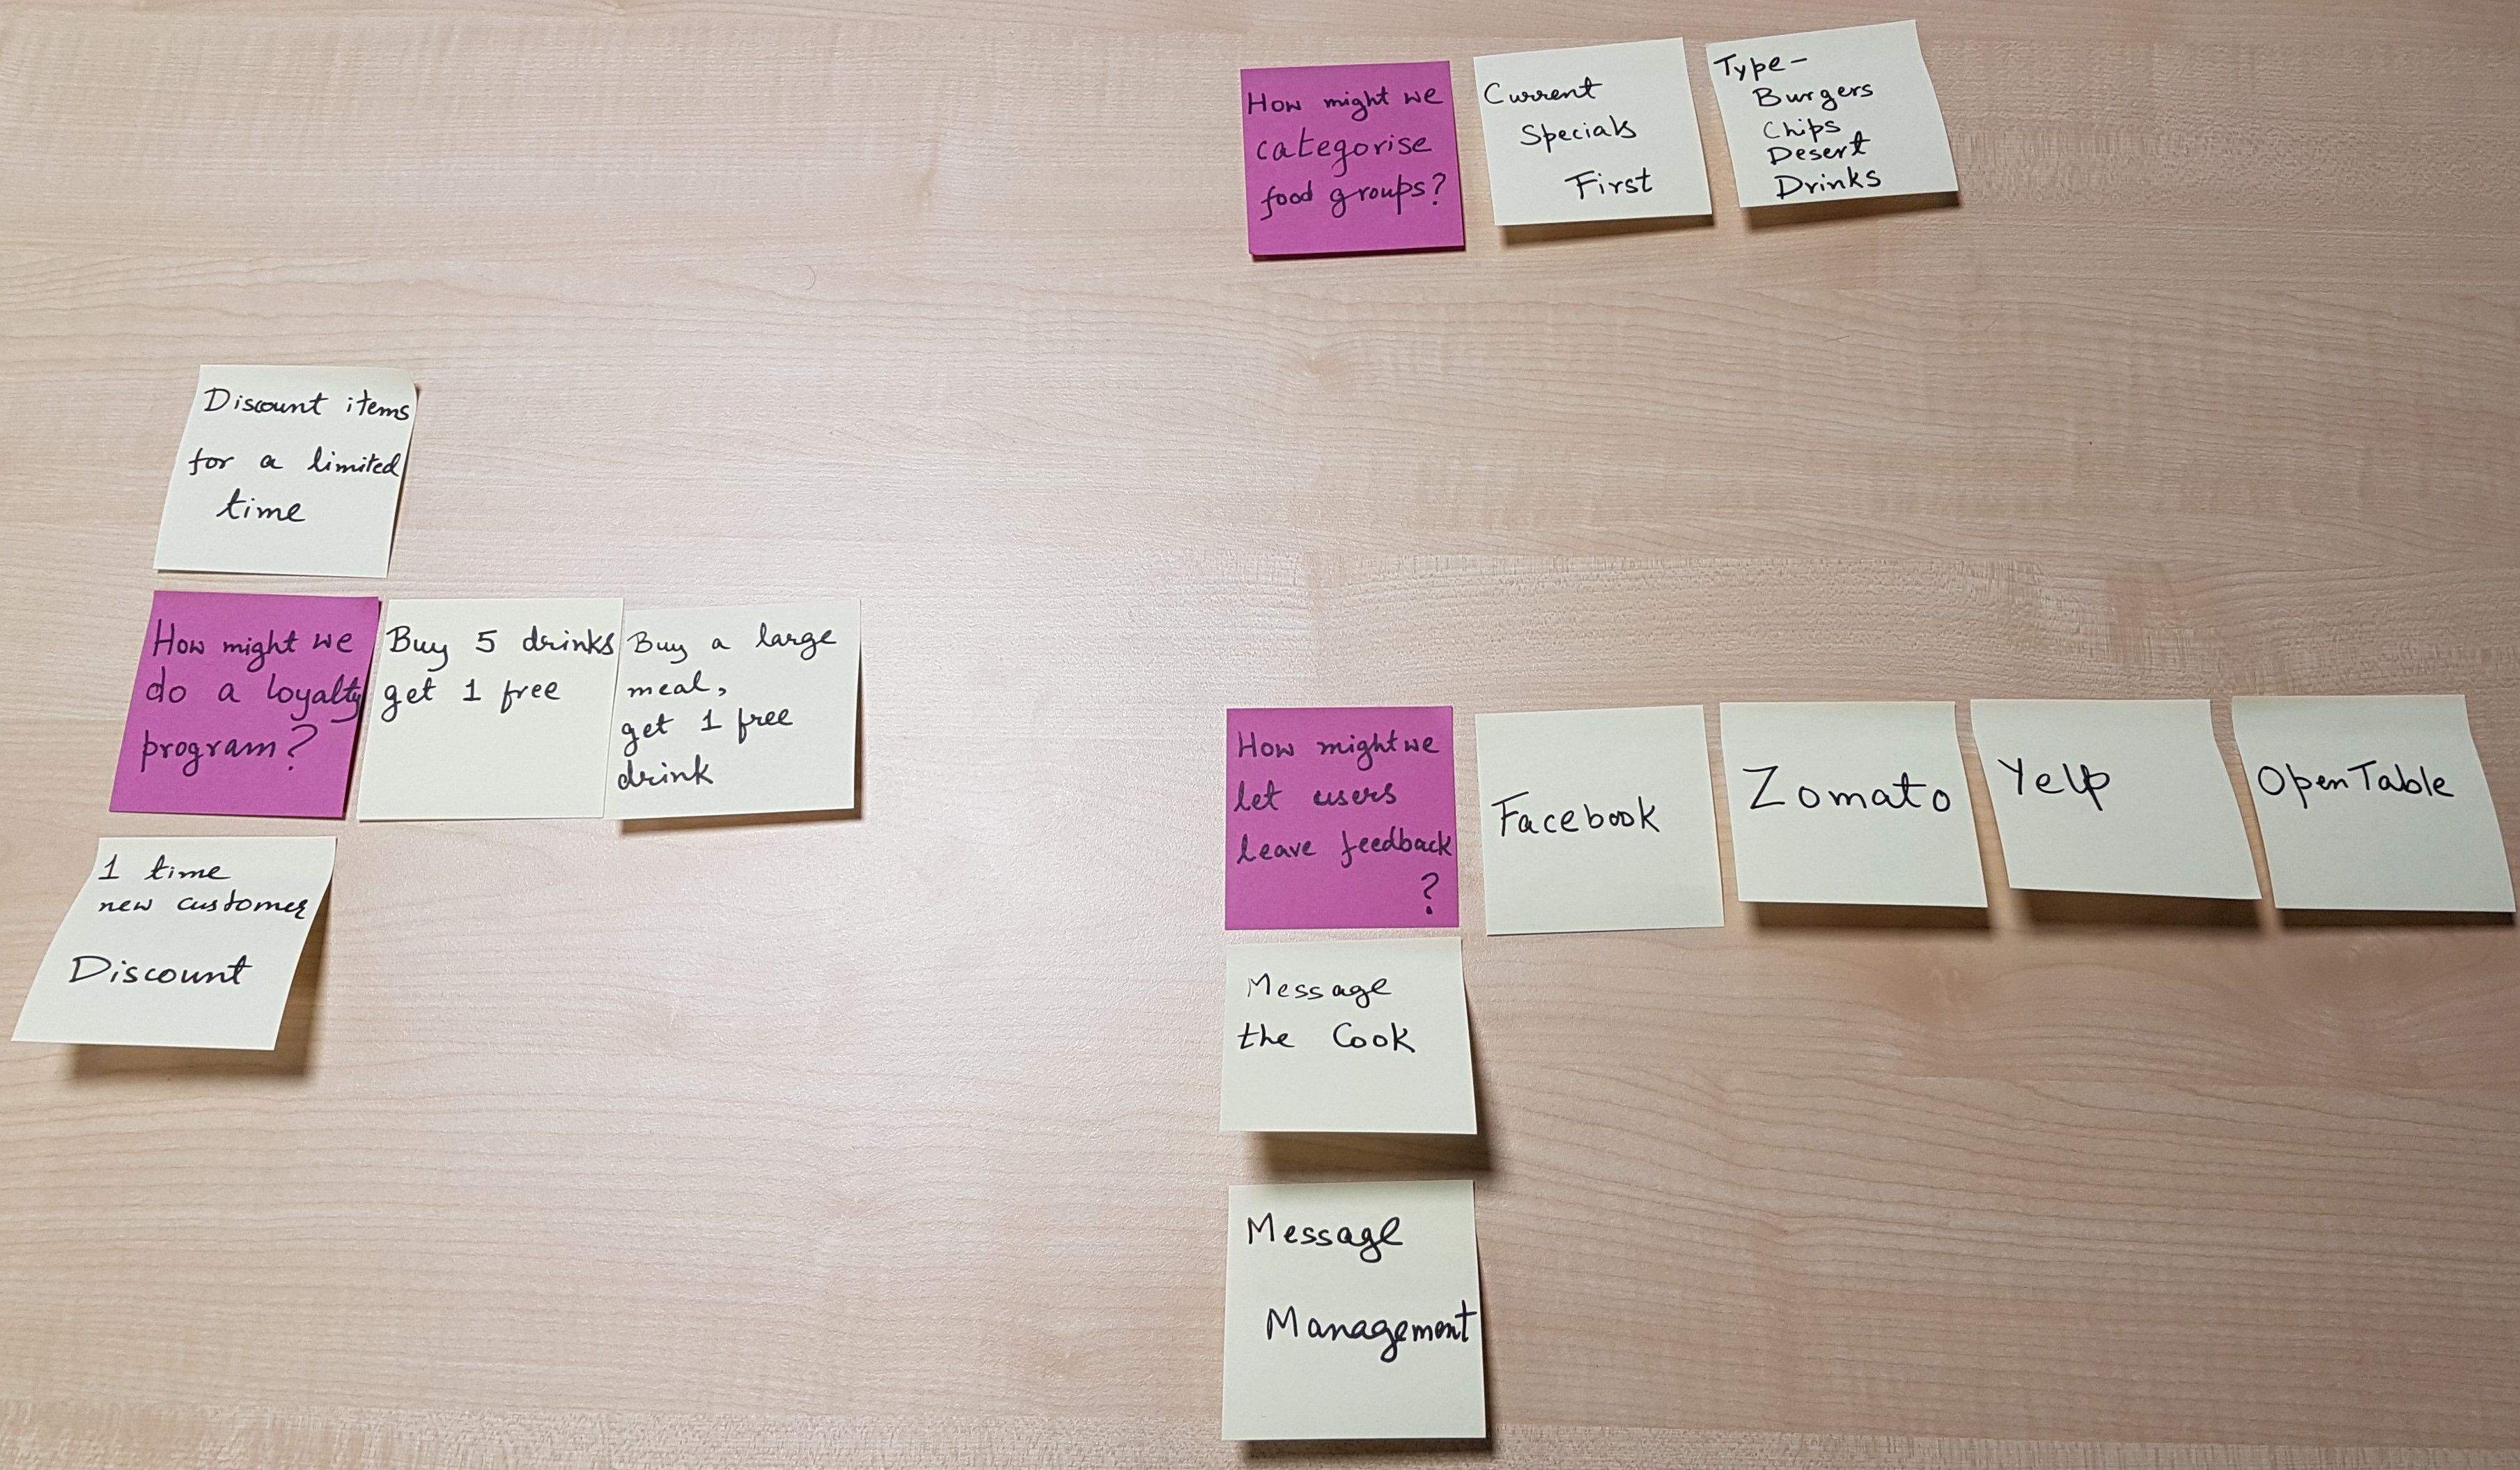 How might we
categorise
food groups?
Current
Specials
First
Type-
Burgers
Chips
Desert
Drinks
Discount items
for a limited
time
How might we
do a loyalty
program?
Buy 5 drinks
get 1 free
Buy a large
meal,
get 1 free
drink
1 time
new customer
Discount
How might we
let users
leave feedback
?
Facebook
Zomato
Yelp
OpenTable
Message
the Cook
Message
Management